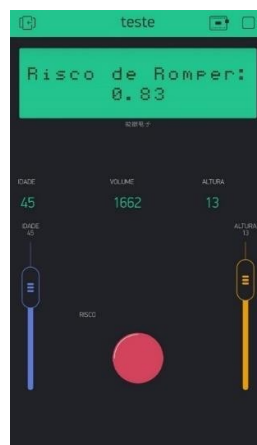 teste
Risco de Romper:
0.83
IDADE VOLUME ALTURA
45 1662 13
IDADE ALTURA
45 13
RISCO